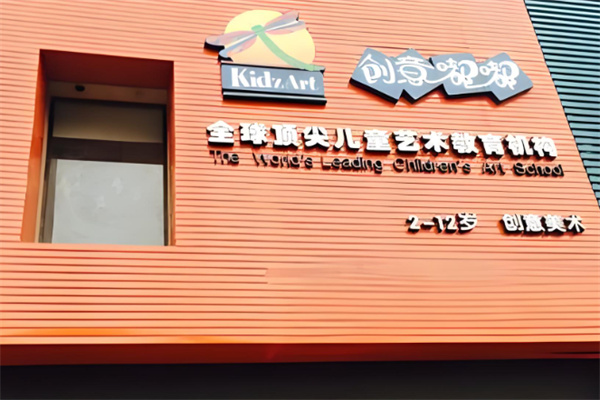 KidzArt
创意嘟嘟
全球顶尖儿童艺术教育机构
The World's Leading Children's Art School
2-12岁 创意美术